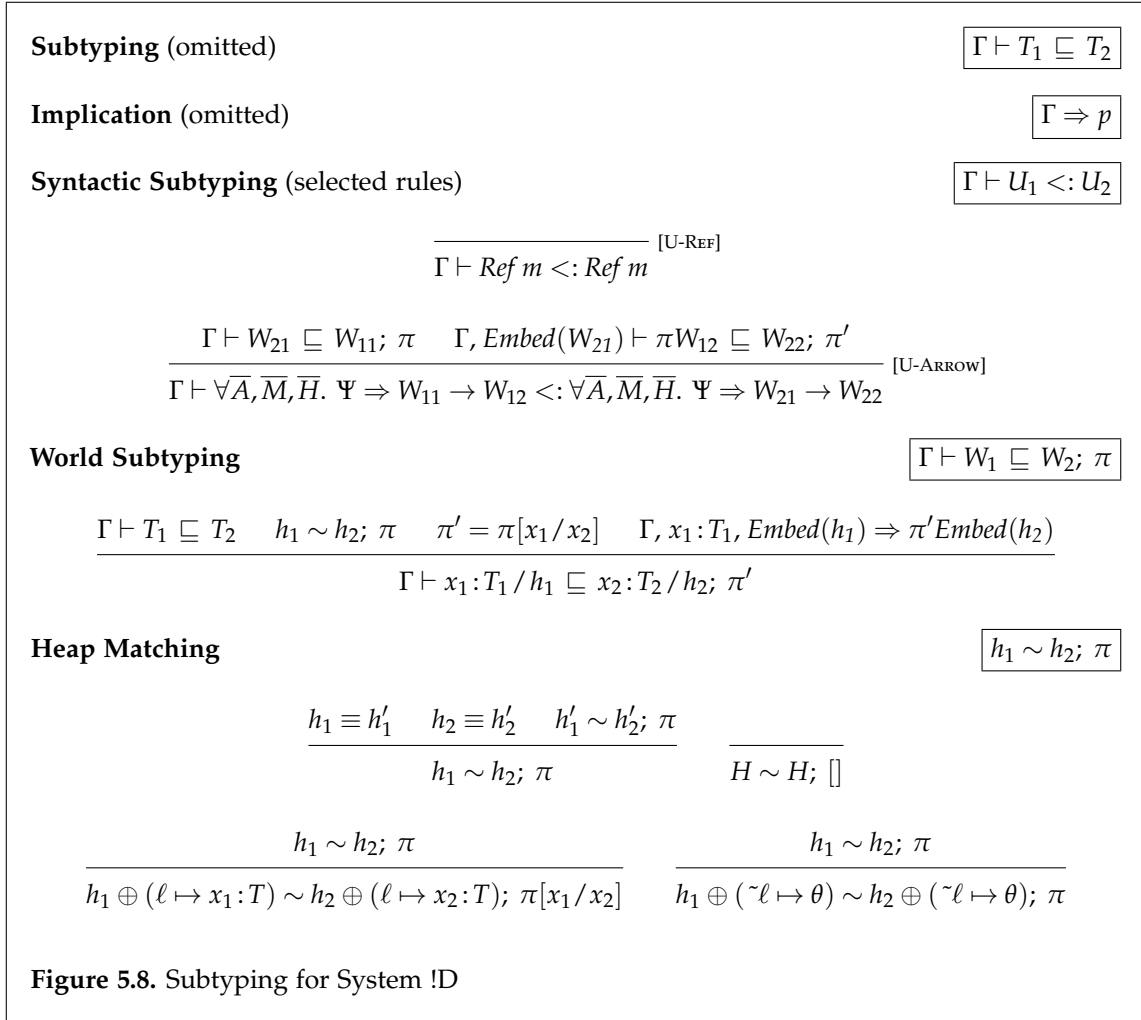 Subtyping (omitted) Γ ⊢ T₁ ⊑ T₂
Implication (omitted) Γ ⇒ p
Syntactic Subtyping (selected rules) Γ ⊢ U₁ <: U₂
[U-Ref]
Γ ⊢ Ref m <: Ref m
Γ ⊢ W₂₁ ⊑ W₁₁; π Γ, Embed(W₂₁) ⊢ πW₁₂ ⊑ W₂₂; π′
[U-Arrow]
Γ ⊢ ∀A̅, M̅, H̅. Ψ ⇒ W₁₁ → W₁₂ <: ∀A̅, M̅, H̅. Ψ ⇒ W₂₁ → W₂₂
World Subtyping Γ ⊢ W₁ ⊑ W₂; π
Γ ⊢ T₁ ⊑ T₂ h₁ ∼ h₂; π π′ = π[x₁/x₂] Γ, x₁:T₁, Embed(h₁) ⇒ π′Embed(h₂)
Γ ⊢ x₁:T₁/h₁ ⊑ x₂:T₂/h₂; π′
Heap Matching h₁ ∼ h₂; π
h₁ ≡ h′₁ h₂ ≡ h′₂ h′₁ ∼ h′₂; π
h₁ ∼ h₂; π H ∼ H; []
h₁ ∼ h₂; π h₁ ∼ h₂; π
h₁ ⊕ (ℓ ↦ x₁:T) ∼ h₂ ⊕ (ℓ ↦ x₂:T); π[x₁/x₂] h₁ ⊕ (˜ℓ ↦ θ) ∼ h₂ ⊕ (˜ℓ ↦ θ); π
Figure 5.8. Subtyping for System !D